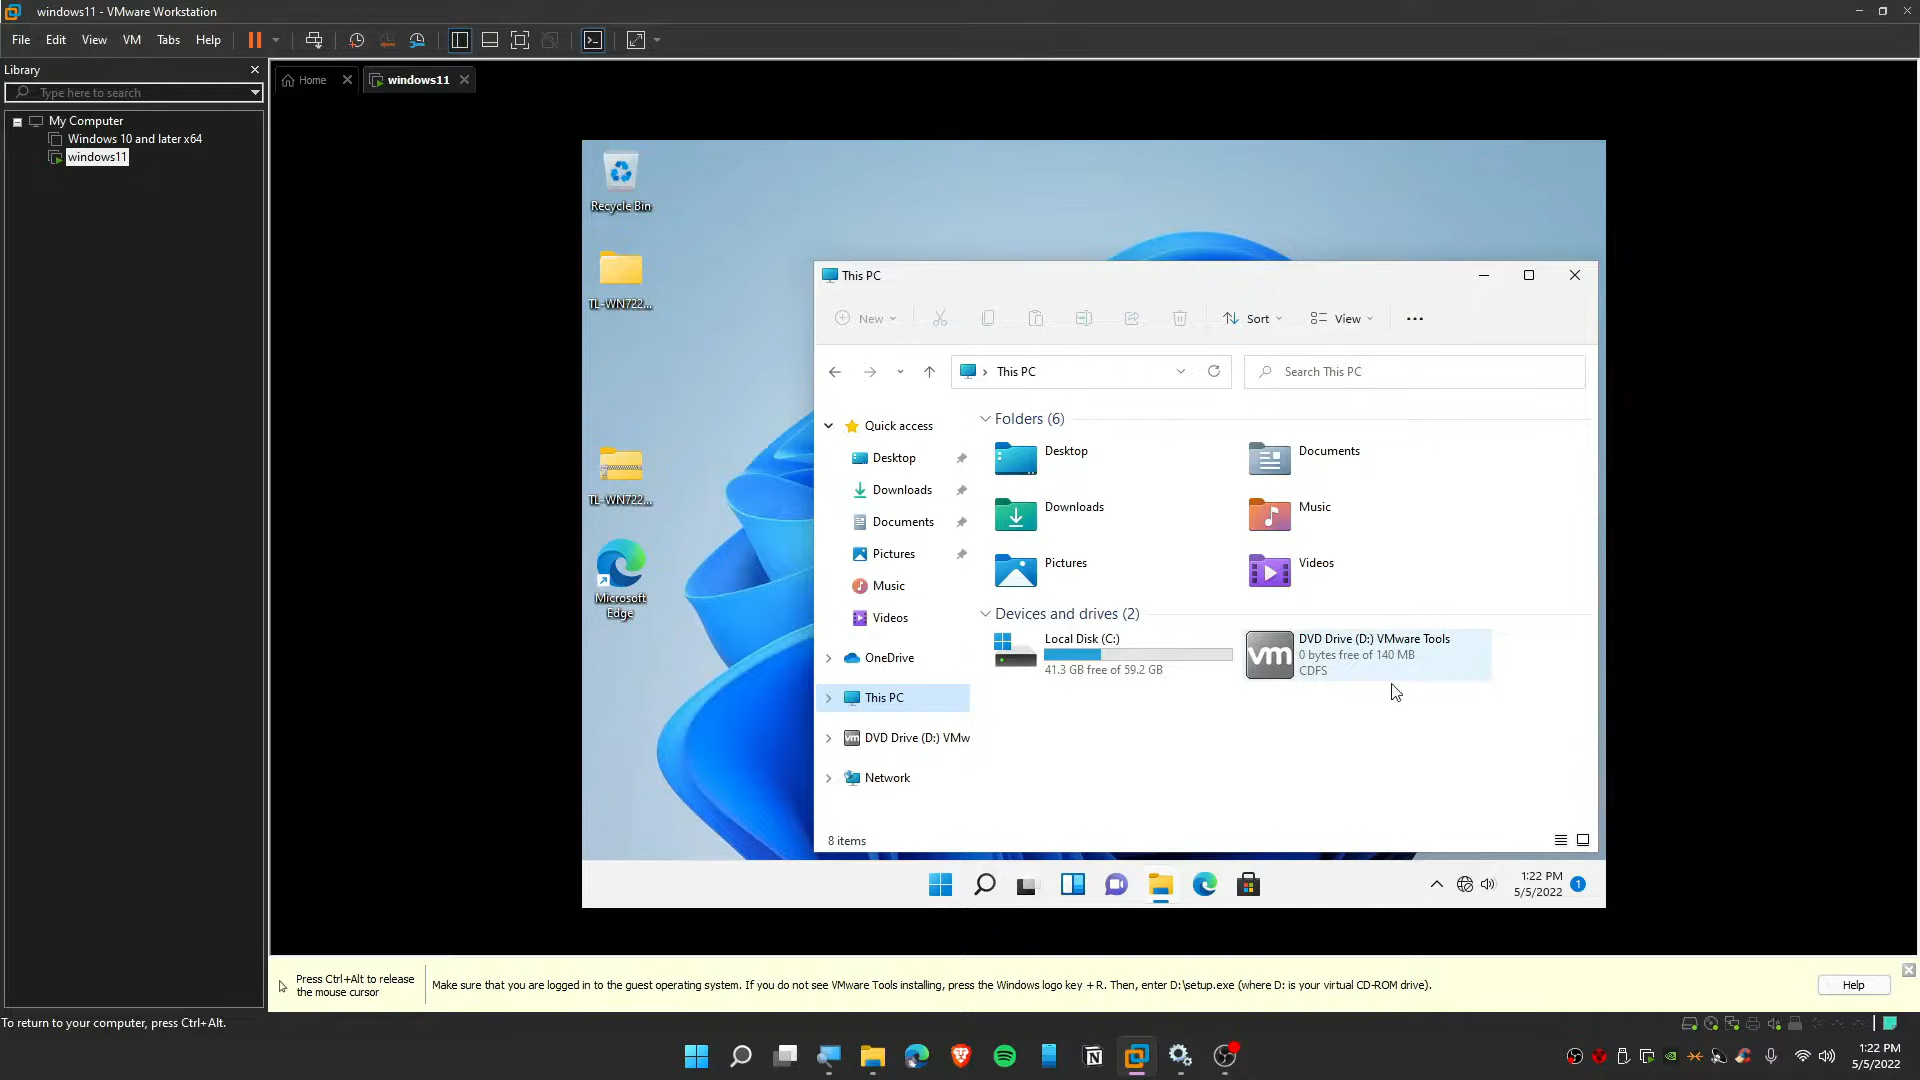 windows11 - VMware Workstation
File Edit View VM Tabs Help
Library
Type here to search
My Computer
Windows 10 and later x64
windows11
Home
windows11
Recycle Bin
TL-WN722...
TL-WN722...
Microsoft
Edge
This PC
New
Sort
View
This PC
Search This PC
Quick access
Desktop
Downloads
Documents
Pictures
Music
Videos
OneDrive
This PC
DVD Drive (D:) VMw
Network
Folders (6)
Desktop
Documents
Downloads
Music
Pictures
Videos
Devices and drives (2)
Local Disk (C:)
41.3 GB free of 59.2 GB
vm
DVD Drive (D:) VMware Tools
0 bytes free of 140 MB
CDFS
8 items
1:22 PM
5/5/2022
1
Press Ctrl+Alt to release
the mouse cursor
Make sure that you are logged in to the guest operating system. If you do not see VMware Tools installing, press the Windows logo key + R. Then, enter D:\setup.exe (where D: is your virtual CD-ROM drive).
Help
To return to your computer, press Ctrl+Alt.
1:22 PM
5/5/2022